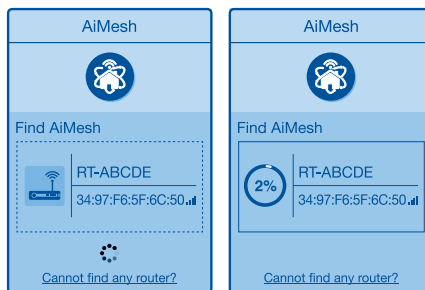 AiMesh
Find AiMesh
RT-ABCDE
34:97:F6:5F:6C:50
Cannot find any router?
AiMesh
Find AiMesh
2%
RT-ABCDE
34:97:F6:5F:6C:50
Cannot find any router?